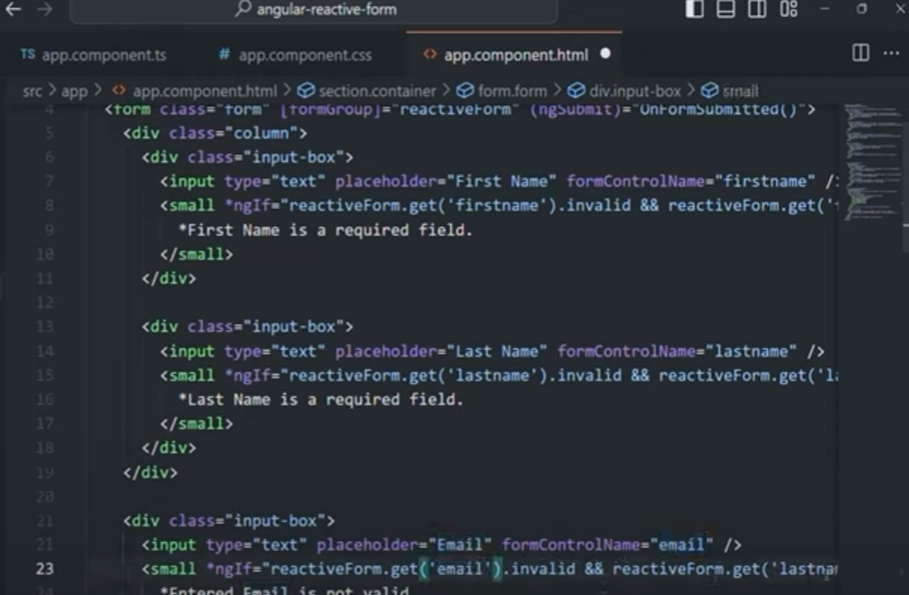 angular-reactive-form
TS app.component.ts # app.component.css <> app.component.html ● ...
src > app > <> app.component.html > section.container > form.form > div.input-box > small
4 <form class="form" [formGroup]="reactiveForm" (ngSubmit)="OnFormSubmitted()">
5 <div class="column">
6 <div class="input-box">
7 <input type="text" placeholder="First Name" formControlName="firstname" /
8 <small *ngIf="reactiveForm.get('firstname').invalid && reactiveForm.get('
9 *First Name is a required field.
10 </small>
11 </div>
12
13 <div class="input-box">
14 <input type="text" placeholder="Last Name" formControlName="lastname" />
15 <small *ngIf="reactiveForm.get('lastname').invalid && reactiveForm.get('la
16 *Last Name is a required field.
17 </small>
18 </div>
19 </div>
20
21 <div class="input-box">
21 <input type="text" placeholder="Email" formControlName="email" />
23 <small *ngIf="reactiveForm.get('email').invalid && reactiveForm.get('lastna
*Entered Email is not valid